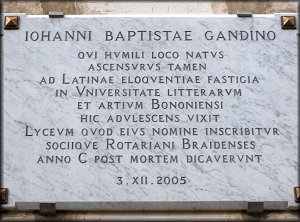 IOHANNI BAPTISTAE GANDINO
QVI HVMILI LOCO NATVS
ASCENSVRVS TAMEN
AD LATINAE ELOQVENTIAE FASTIGIA
IN VNIVERSITATE LITTERARVM
ET ARTIVM BONONIENSI
HIC ADVLESCENS VIXIT
LYCEVM QVOD EIVS NOMINE INSCRIBITVR
SOCIIQVE ROTARIANI BRAIDENSES
ANNO C POST MORTEM DICAVERVNT
3.XII.2005